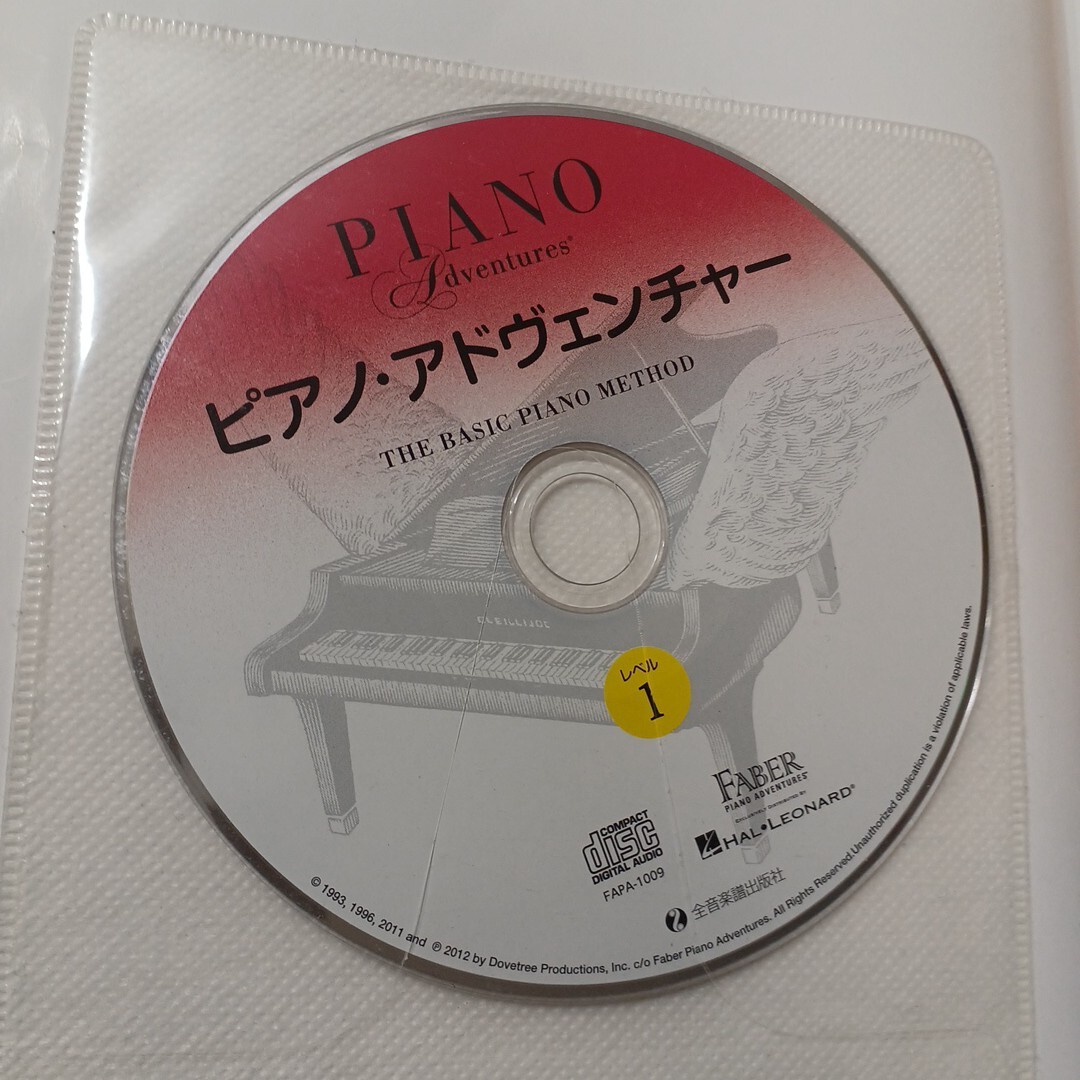 PIANO
Adventures®
ピアノ・アドヴェンチャー
THE BASIC PIANO METHOD
レベル
1
FABER
PIANO ADVENTURES®
EXCLUSIVELY DISTRIBUTED BY
HAL•LEONARD®
COMPACT
disc
DIGITAL AUDIO
FAPA-1009
全音楽譜出版社
© 1993, 1996, 2011 and ℗ 2012 by Dovetree Productions, Inc. c/o Faber Piano Adventures. All Rights Reserved. Unauthorized duplication is a violation of applicable laws.